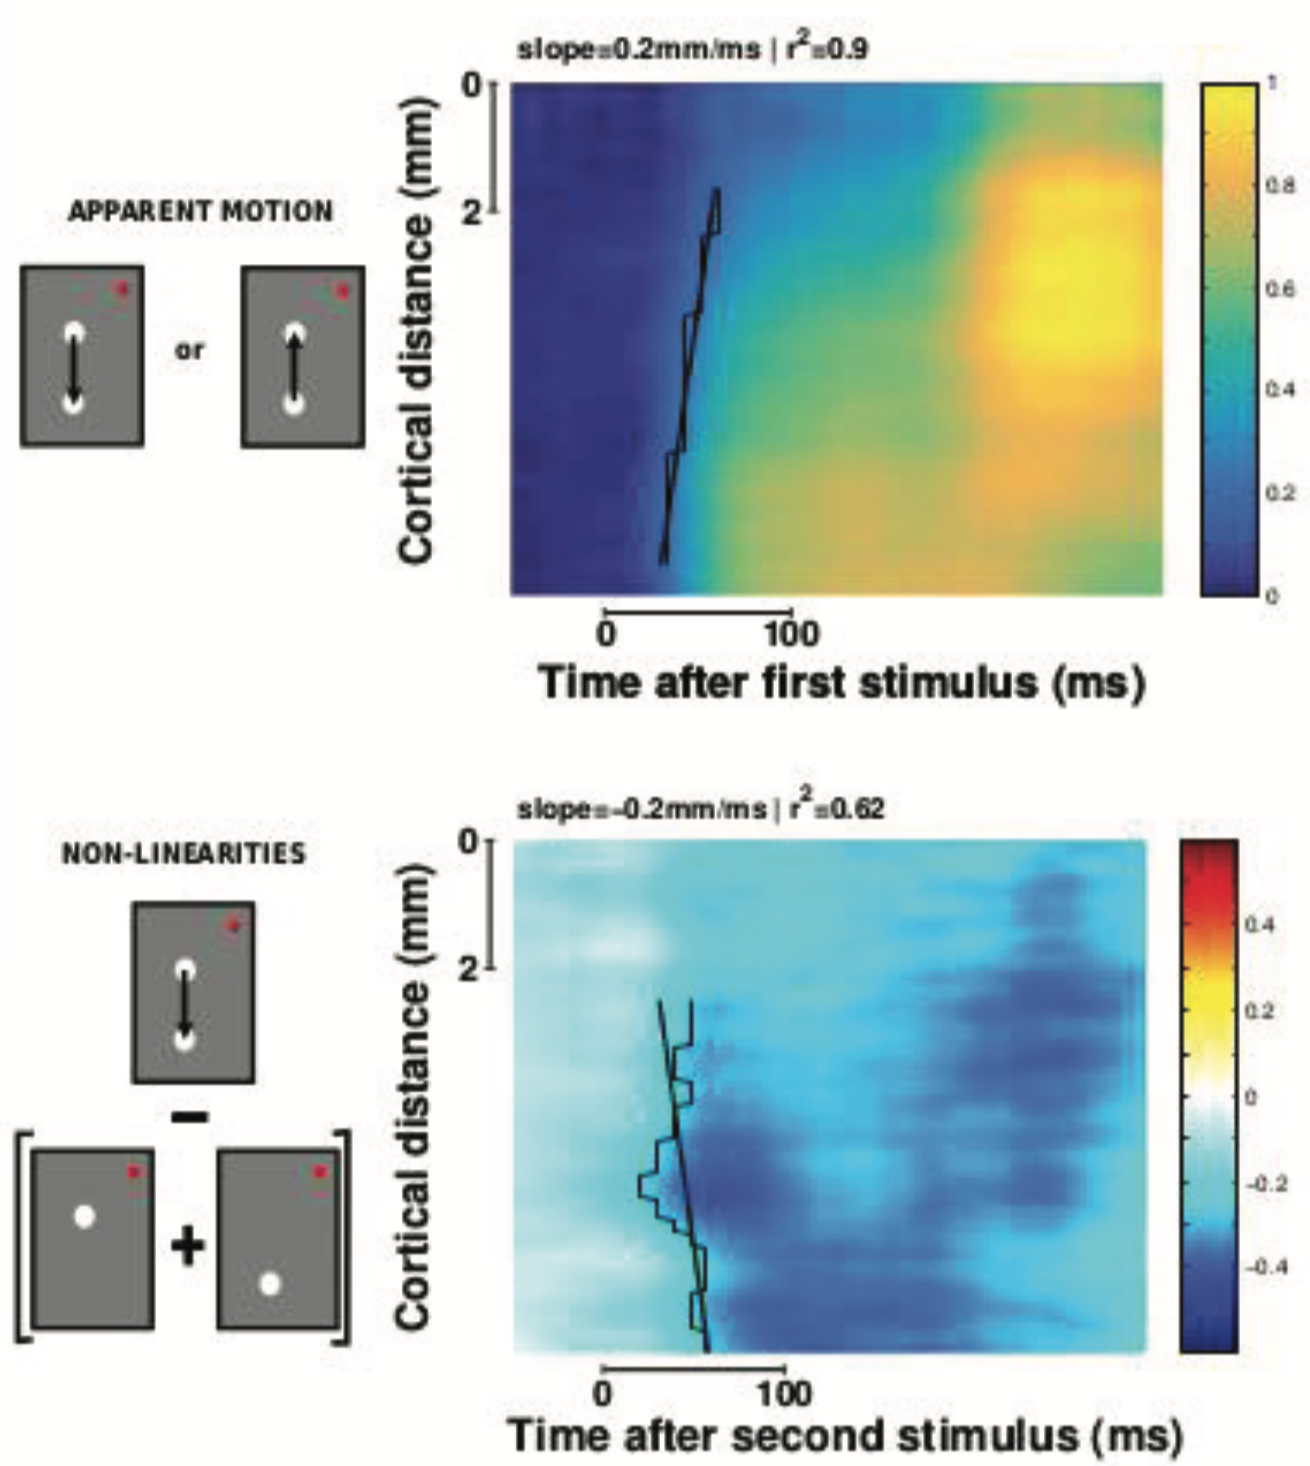 slope=0.2mm/ms | r²=0.9
0
2
Cortical distance (mm)
APPARENT MOTION
or
1
0.8
0.6
0.4
0.2
0
0 100
Time after first stimulus (ms)
slope=-0.2mm/ms | r²=0.62
0
2
Cortical distance (mm)
NON-LINEARITIES
−
[ + ]
0.4
0.2
0
-0.2
-0.4
0 100
Time after second stimulus (ms)